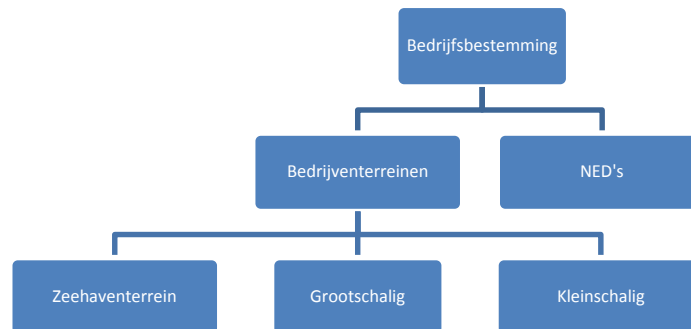 Bedrijfsbestemming
Bedrijventerreinen
NED's
Zeehaventerrein
Grootschalig
Kleinschalig